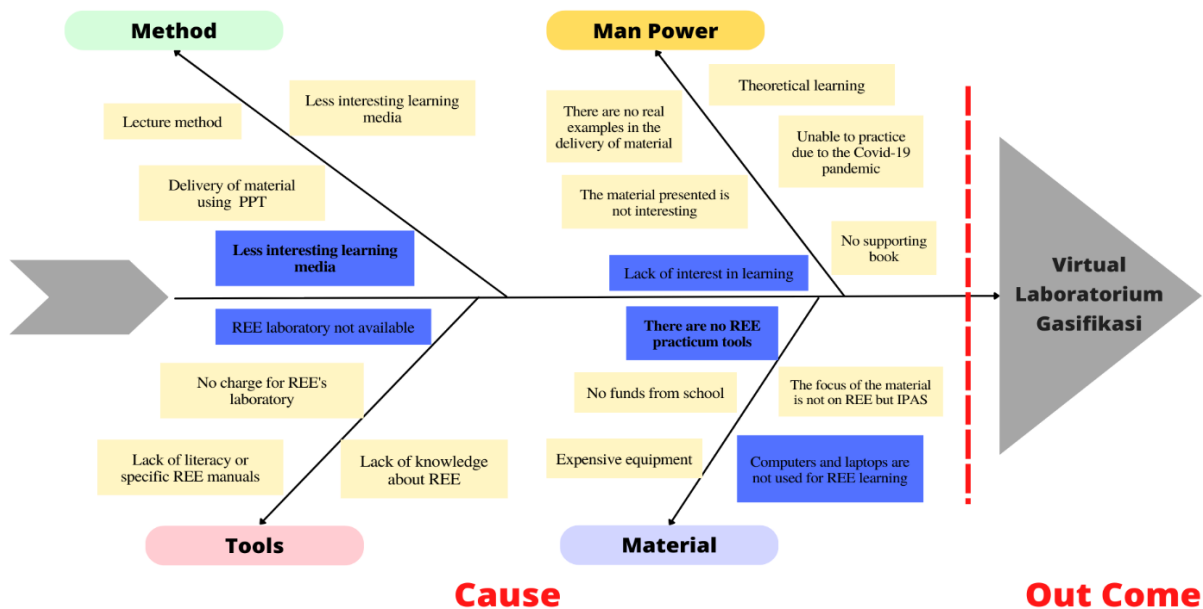 Method
Man Power
Less interesting learning
media
Lecture method
Delivery of material
using PPT
Less interesting learning
media
Theoretical learning
There are no real
examples in the
delivery of material
Unable to practice
due to the Covid-19
pandemic
The material presented is
not interesting
No supporting
book
Lack of interest in learning
Virtual
Laboratorium
Gasifikasi
REE laboratory not available
No charge for REE's
laboratory
Lack of literacy or
specific REE manuals
Lack of knowledge
about REE
There are no REE
practicum tools
No funds from school
The focus of the material
is not on REE but IPAS
Expensive equipment
Computers and laptops are
not used for REE learning
Tools
Material
Cause
Out Come